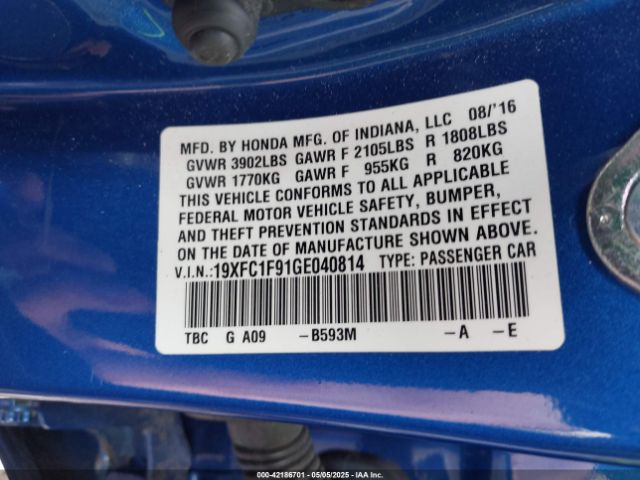 MFD. BY HONDA MFG. OF INDIANA, LLC 08/'16
GVWR 3902LBS GAWR F 2105LBS R 1808LBS
GVWR 1770KG GAWR F 955KG R 820KG
THIS VEHICLE CONFORMS TO ALL APPLICABLE
FEDERAL MOTOR VEHICLE SAFETY, BUMPER,
AND THEFT PREVENTION STANDARDS IN EFFECT
ON THE DATE OF MANUFACTURE SHOWN ABOVE.
V.I.N.:19XFC1F91GE040814 TYPE: PASSENGER CAR
TBC G A09 -B593M -A -E
000-42186701 - 05/05/2025 - IAA Inc.